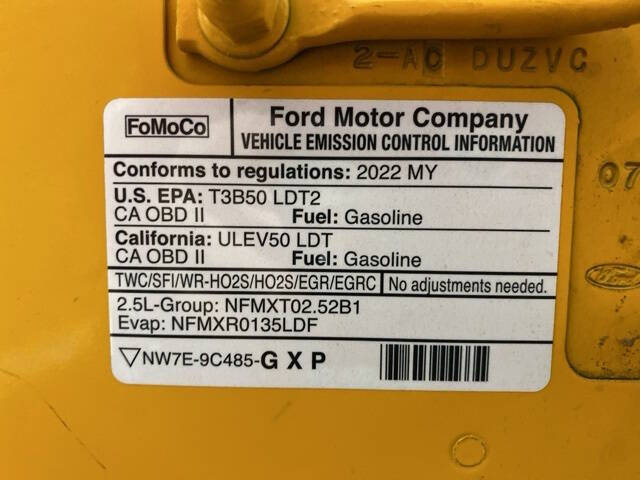 2-AC DUZVC
FoMoCo
Ford Motor Company
VEHICLE EMISSION CONTROL INFORMATION
Conforms to regulations: 2022 MY
U.S. EPA: T3B50 LDT2
CA OBD II Fuel: Gasoline
California: ULEV50 LDT
CA OBD II Fuel: Gasoline
TWC/SFI/WR-HO2S/HO2S/EGR/EGRC No adjustments needed.
2.5L-Group: NFMXT02.52B1
Evap: NFMXR0135LDF
NW7E-9C485-G X P
07